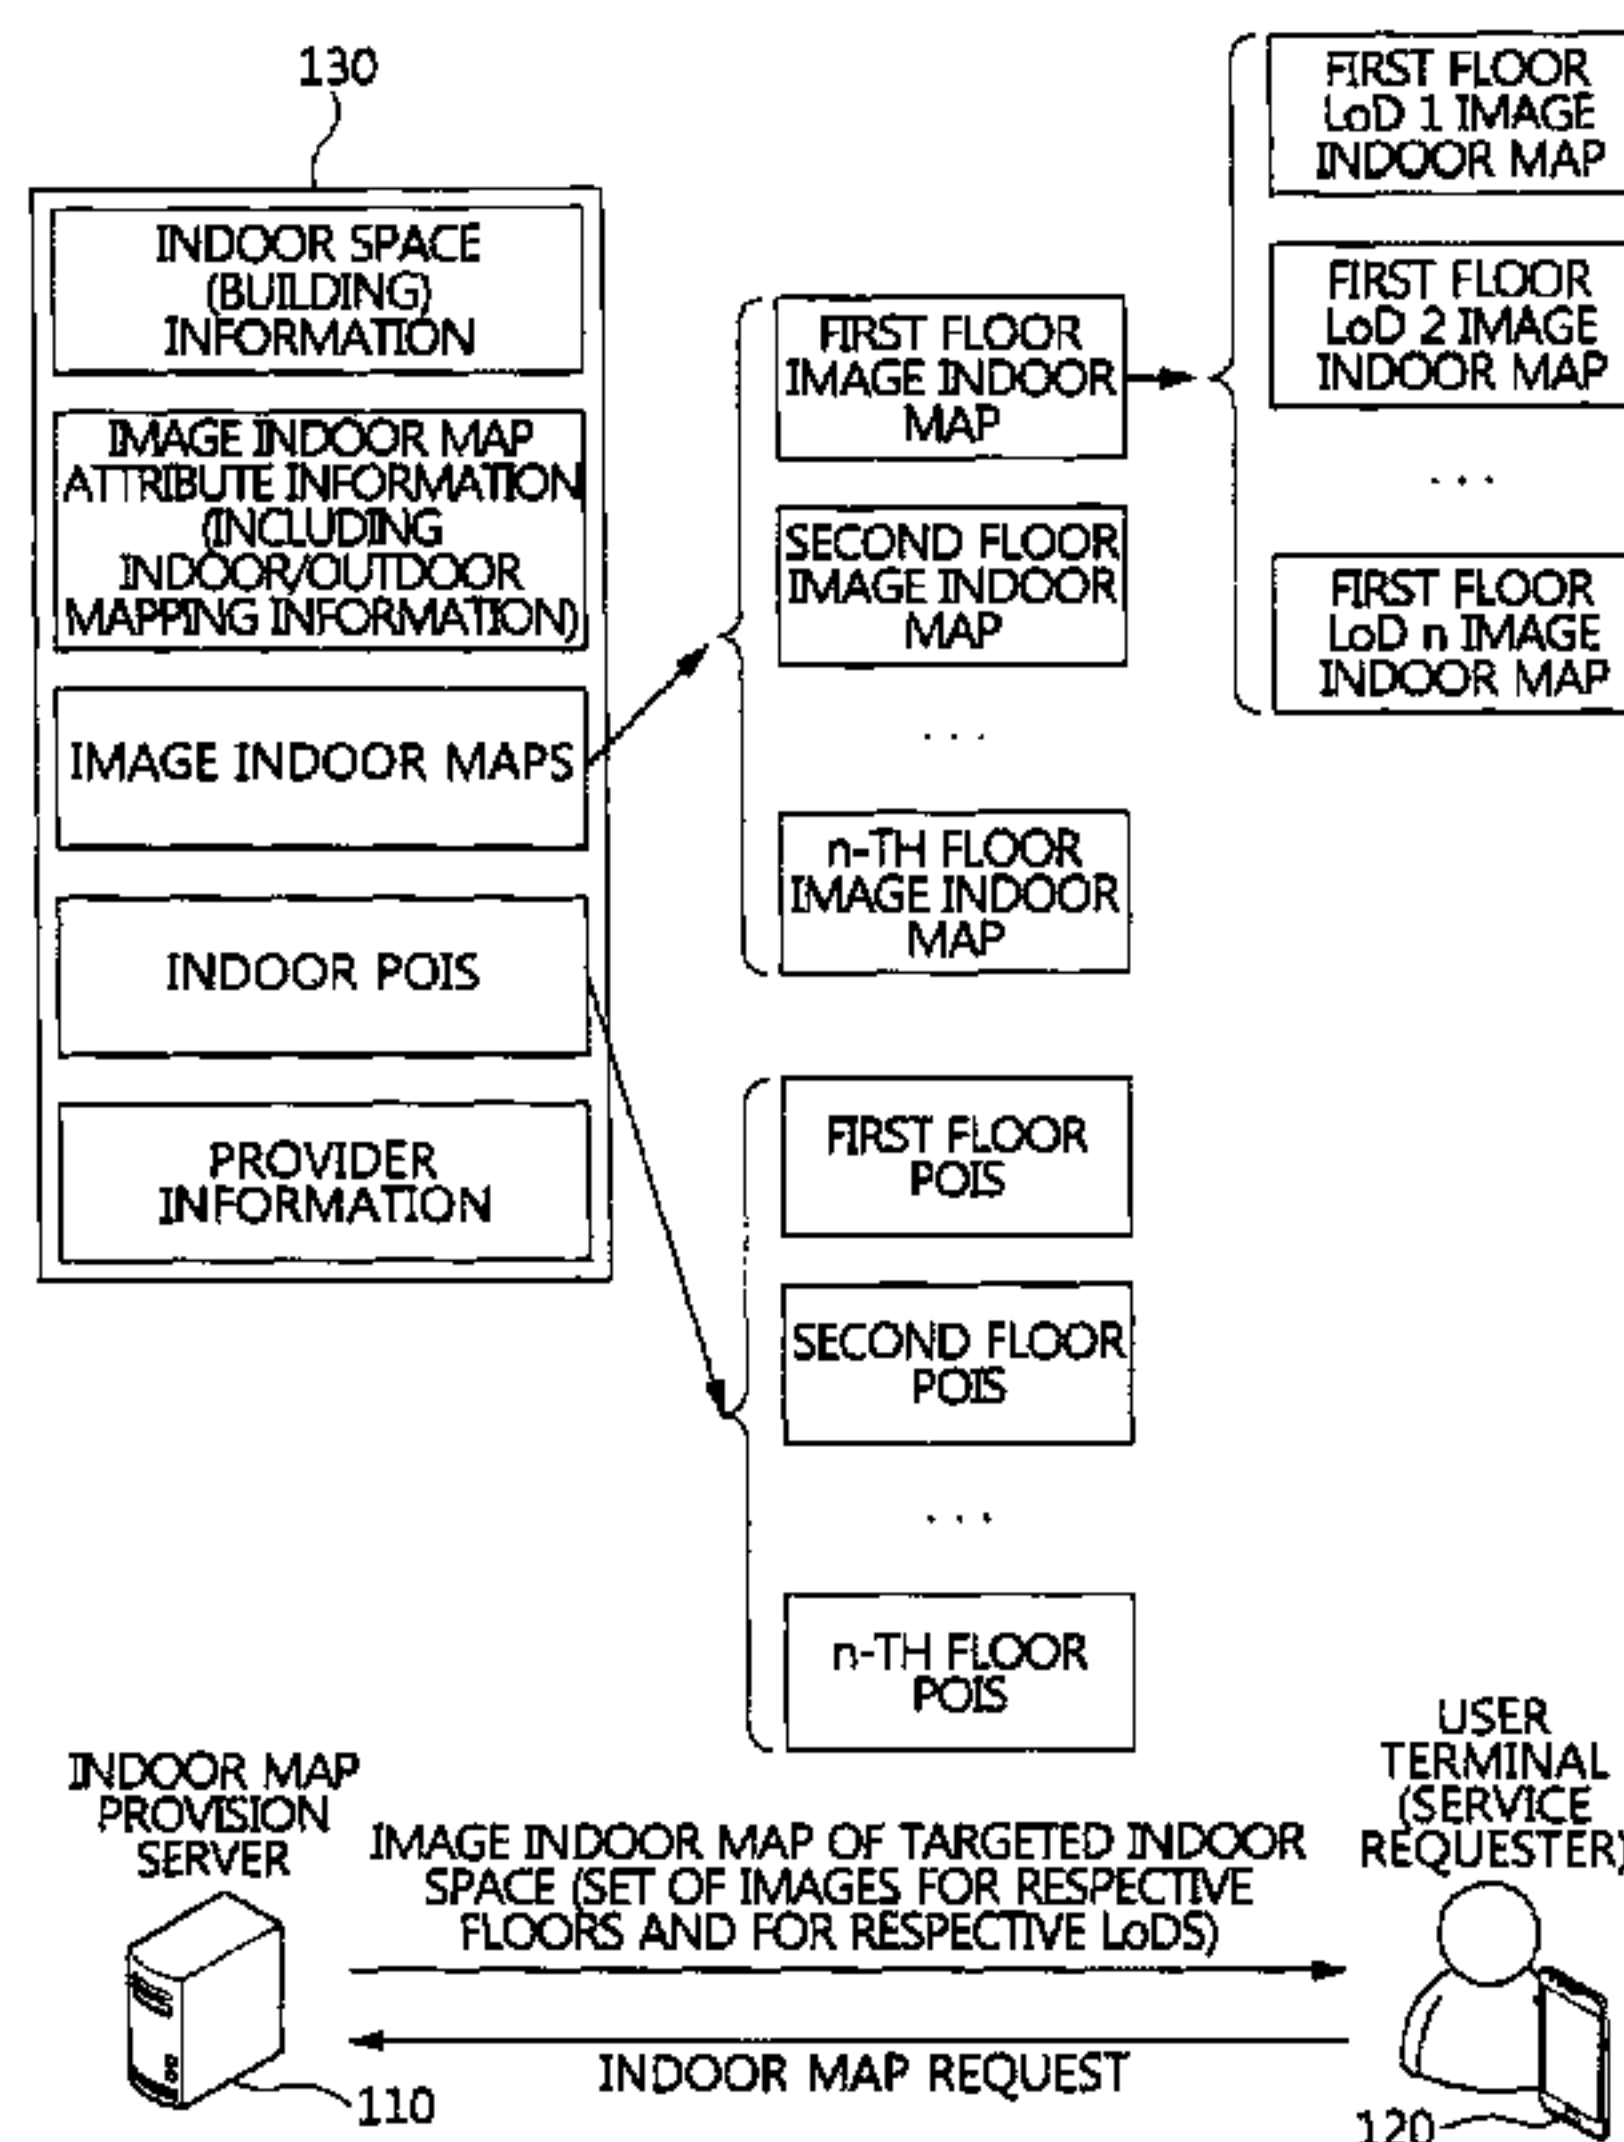 130
INDOOR SPACE
(BUILDING)
INFORMATION
IMAGE INDOOR MAP
ATTRIBUTE INFORMATION
(INCLUDING
INDOOR/OUTDOOR
MAPPING INFORMATION)
IMAGE INDOOR MAPS
INDOOR POIS
PROVIDER
INFORMATION
FIRST FLOOR
IMAGE INDOOR
MAP
SECOND FLOOR
IMAGE INDOOR
MAP
...
n-TH FLOOR
IMAGE INDOOR
MAP
FIRST FLOOR
LoD 1 IMAGE
INDOOR MAP
FIRST FLOOR
LoD 2 IMAGE
INDOOR MAP
...
FIRST FLOOR
LoD n IMAGE
INDOOR MAP
FIRST FLOOR
POIS
SECOND FLOOR
POIS
...
n-TH FLOOR
POIS
INDOOR MAP
PROVISION
SERVER
110
IMAGE INDOOR MAP OF TARGETED INDOOR
SPACE (SET OF IMAGES FOR RESPECTIVE
FLOORS AND FOR RESPECTIVE LoDS)
INDOOR MAP REQUEST
USER
TERMINAL
(SERVICE
REQUESTER)
120